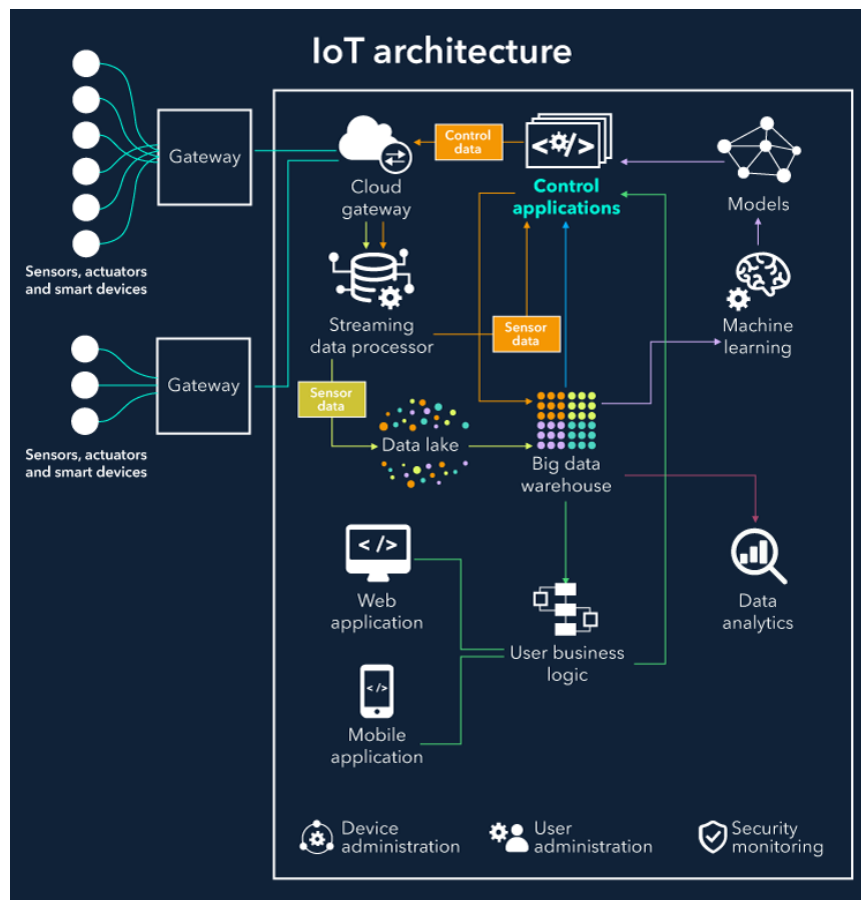 IoT architecture
Gateway
Sensors, actuators
and smart devices
Gateway
Sensors, actuators
and smart devices
Cloud
gateway
Control
data
</>
Control
applications
Models
Streaming
data processor
Sensor
data
Machine
learning
Sensor
data
Data lake
Big data
warehouse
</>
Web
application
User business
logic
Data
analytics
</>
Mobile
application
Device
administration
User
administration
Security
monitoring